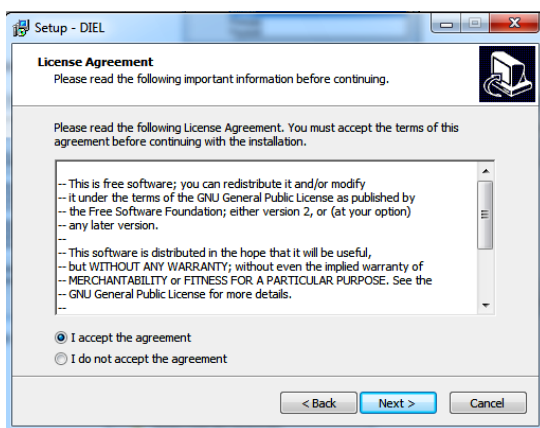 Setup - DIEL
License Agreement
Please read the following important information before continuing.
Please read the following License Agreement. You must accept the terms of this
agreement before continuing with the installation.
-- This is free software; you can redistribute it and/or modify
-- it under the terms of the GNU General Public License as published by
-- the Free Software Foundation; either version 2, or (at your option)
-- any later version.
--
-- This software is distributed in the hope that it will be useful,
-- but WITHOUT ANY WARRANTY; without even the implied warranty of
-- MERCHANTABILITY or FITNESS FOR A PARTICULAR PURPOSE. See the
-- GNU General Public License for more details.
--
I accept the agreement
I do not accept the agreement
< Back Next > Cancel